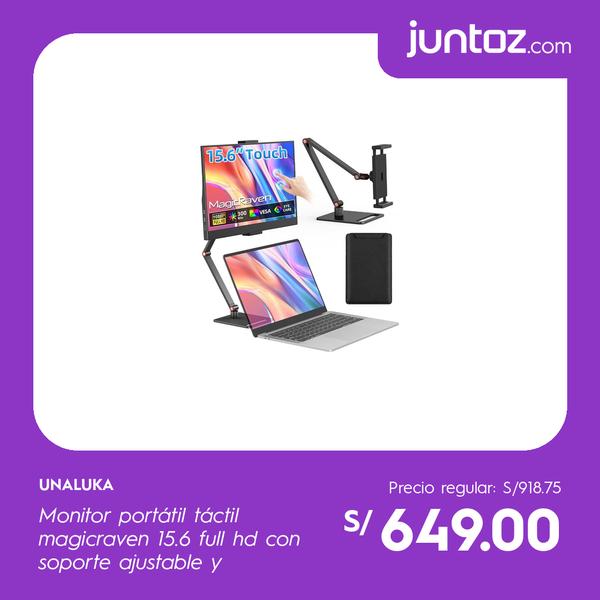 juntoz.com
15.6” Touch
MagicRaven
VESA
UNALUKA
Monitor portátil táctil
magicraven 15.6 full hd con
soporte ajustable y
Precio regular: S/918.75
S/ 649.00